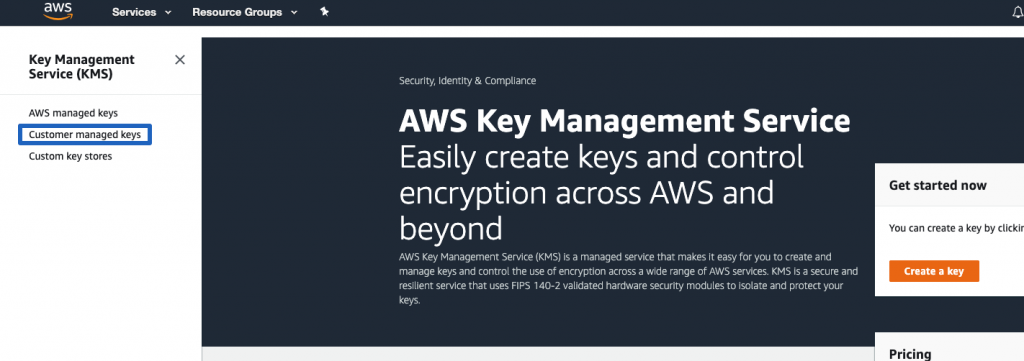 aws
Services
Resource Groups
Key Management
Service (KMS)
AWS managed keys
Customer managed keys
Custom key stores
Security, Identity & Compliance
AWS Key Management Service
Easily create keys and control
encryption across AWS and
beyond
AWS Key Management Service (KMS) is a managed service that makes it easy for you to create and
manage keys and control the use of encryption across a wide range of AWS services. KMS is a secure and
resilient service that uses FIPS 140-2 validated hardware security modules to isolate and protect your
keys.
Get started now
You can create a key by clickin
Create a key
Pricing